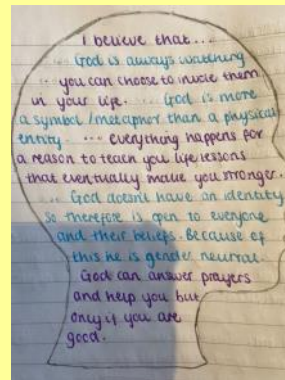 I believe that...
God is always watching
you can choose to invite them
in your life. ... God is more
a symbol/metaphor than a physical
entity. ... everything happens for
a reason to teach you life lessons
that eventually make you stronger.
... God doesn't have an identity
so therefore is open to everyone
and their beliefs. Because of
this he is gender neutral.
God can answer prayers
and help you but
only if you are
good.